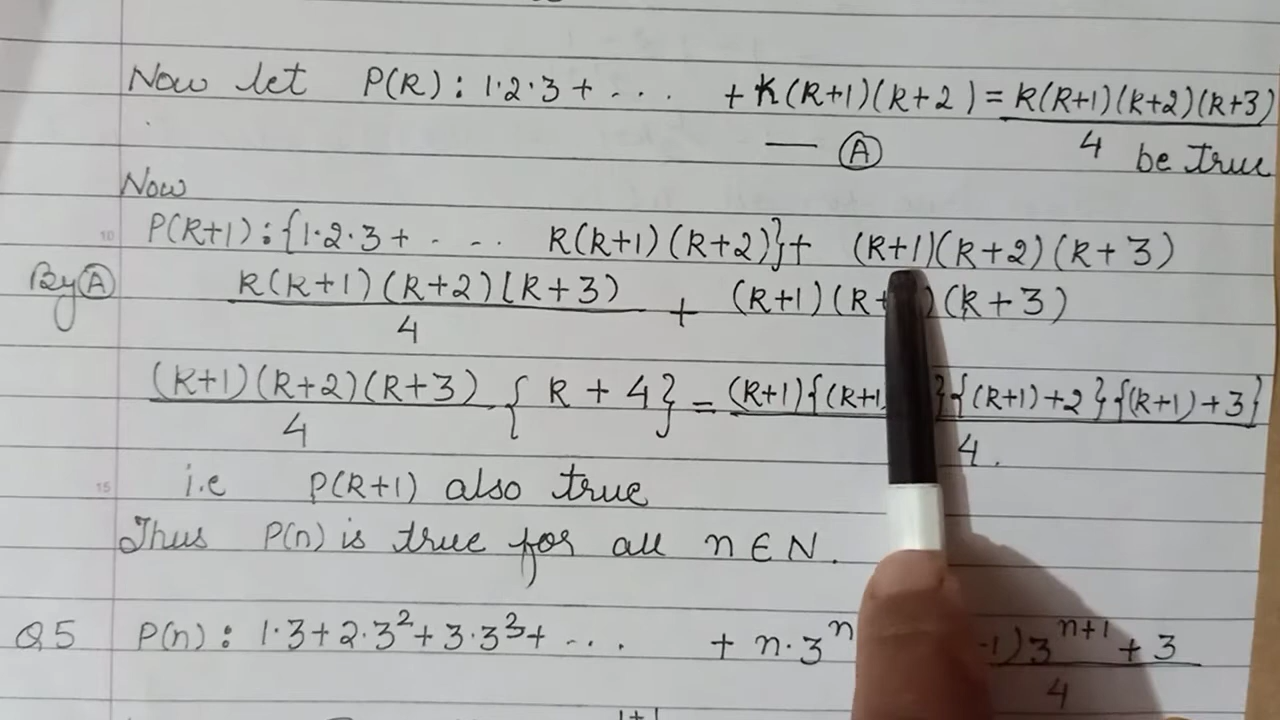 Now let P(k) : 1·2·3 + . . . + k(k+1)(k+2) = k(k+1)(k+2)(k+3)/4 be true
— Ⓐ
Now
P(k+1) : {1·2·3 + . . . k(k+1)(k+2)} + (k+1)(k+2)(k+3)
By Ⓐ k(k+1)(k+2)(k+3)/4 + (k+1)(k+ )(k+3)
(k+1)(k+2)(k+3)/4 {k+4} = (k+1){(k+1 }{(k+1)+2}{(k+1)+3}/4.
i.e P(k+1) also true
Thus P(n) is true for all n ∈ N.
Q5 P(n) : 1·3 + 2·3² + 3·3³ + . . . + n·3ⁿ -1)3ⁿ⁺¹ + 3/4